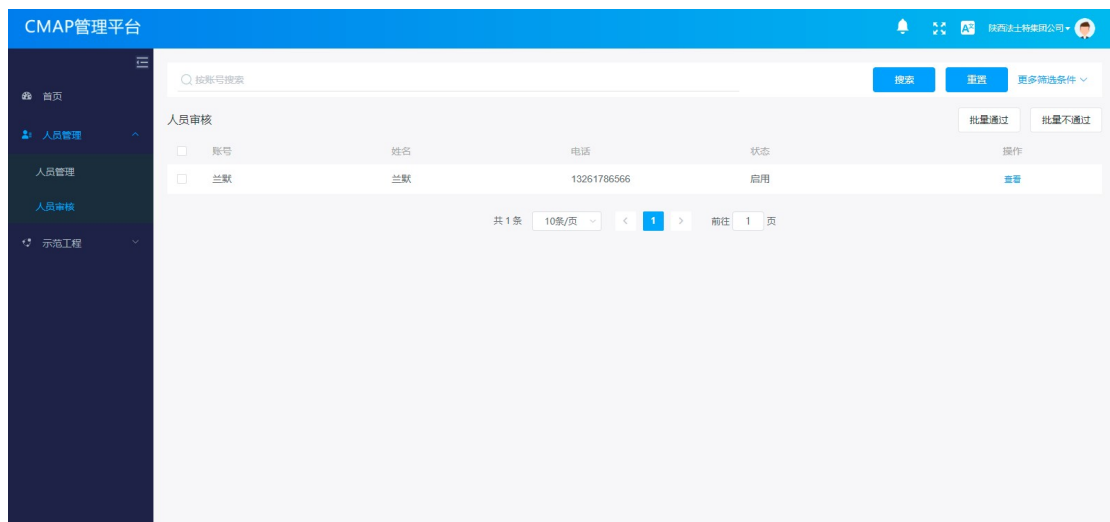 CMAP管理平台
陕西法士特集团公司
按账号搜索
搜索
重置
更多筛选条件
首页
人员管理
人员管理
人员审核
示范工程
人员审核
批量通过
批量不通过
账号 姓名 电话 状态 操作
兰默 兰默 13261786566 启用 查看
共 1 条 10条/页 1 前往 1 页